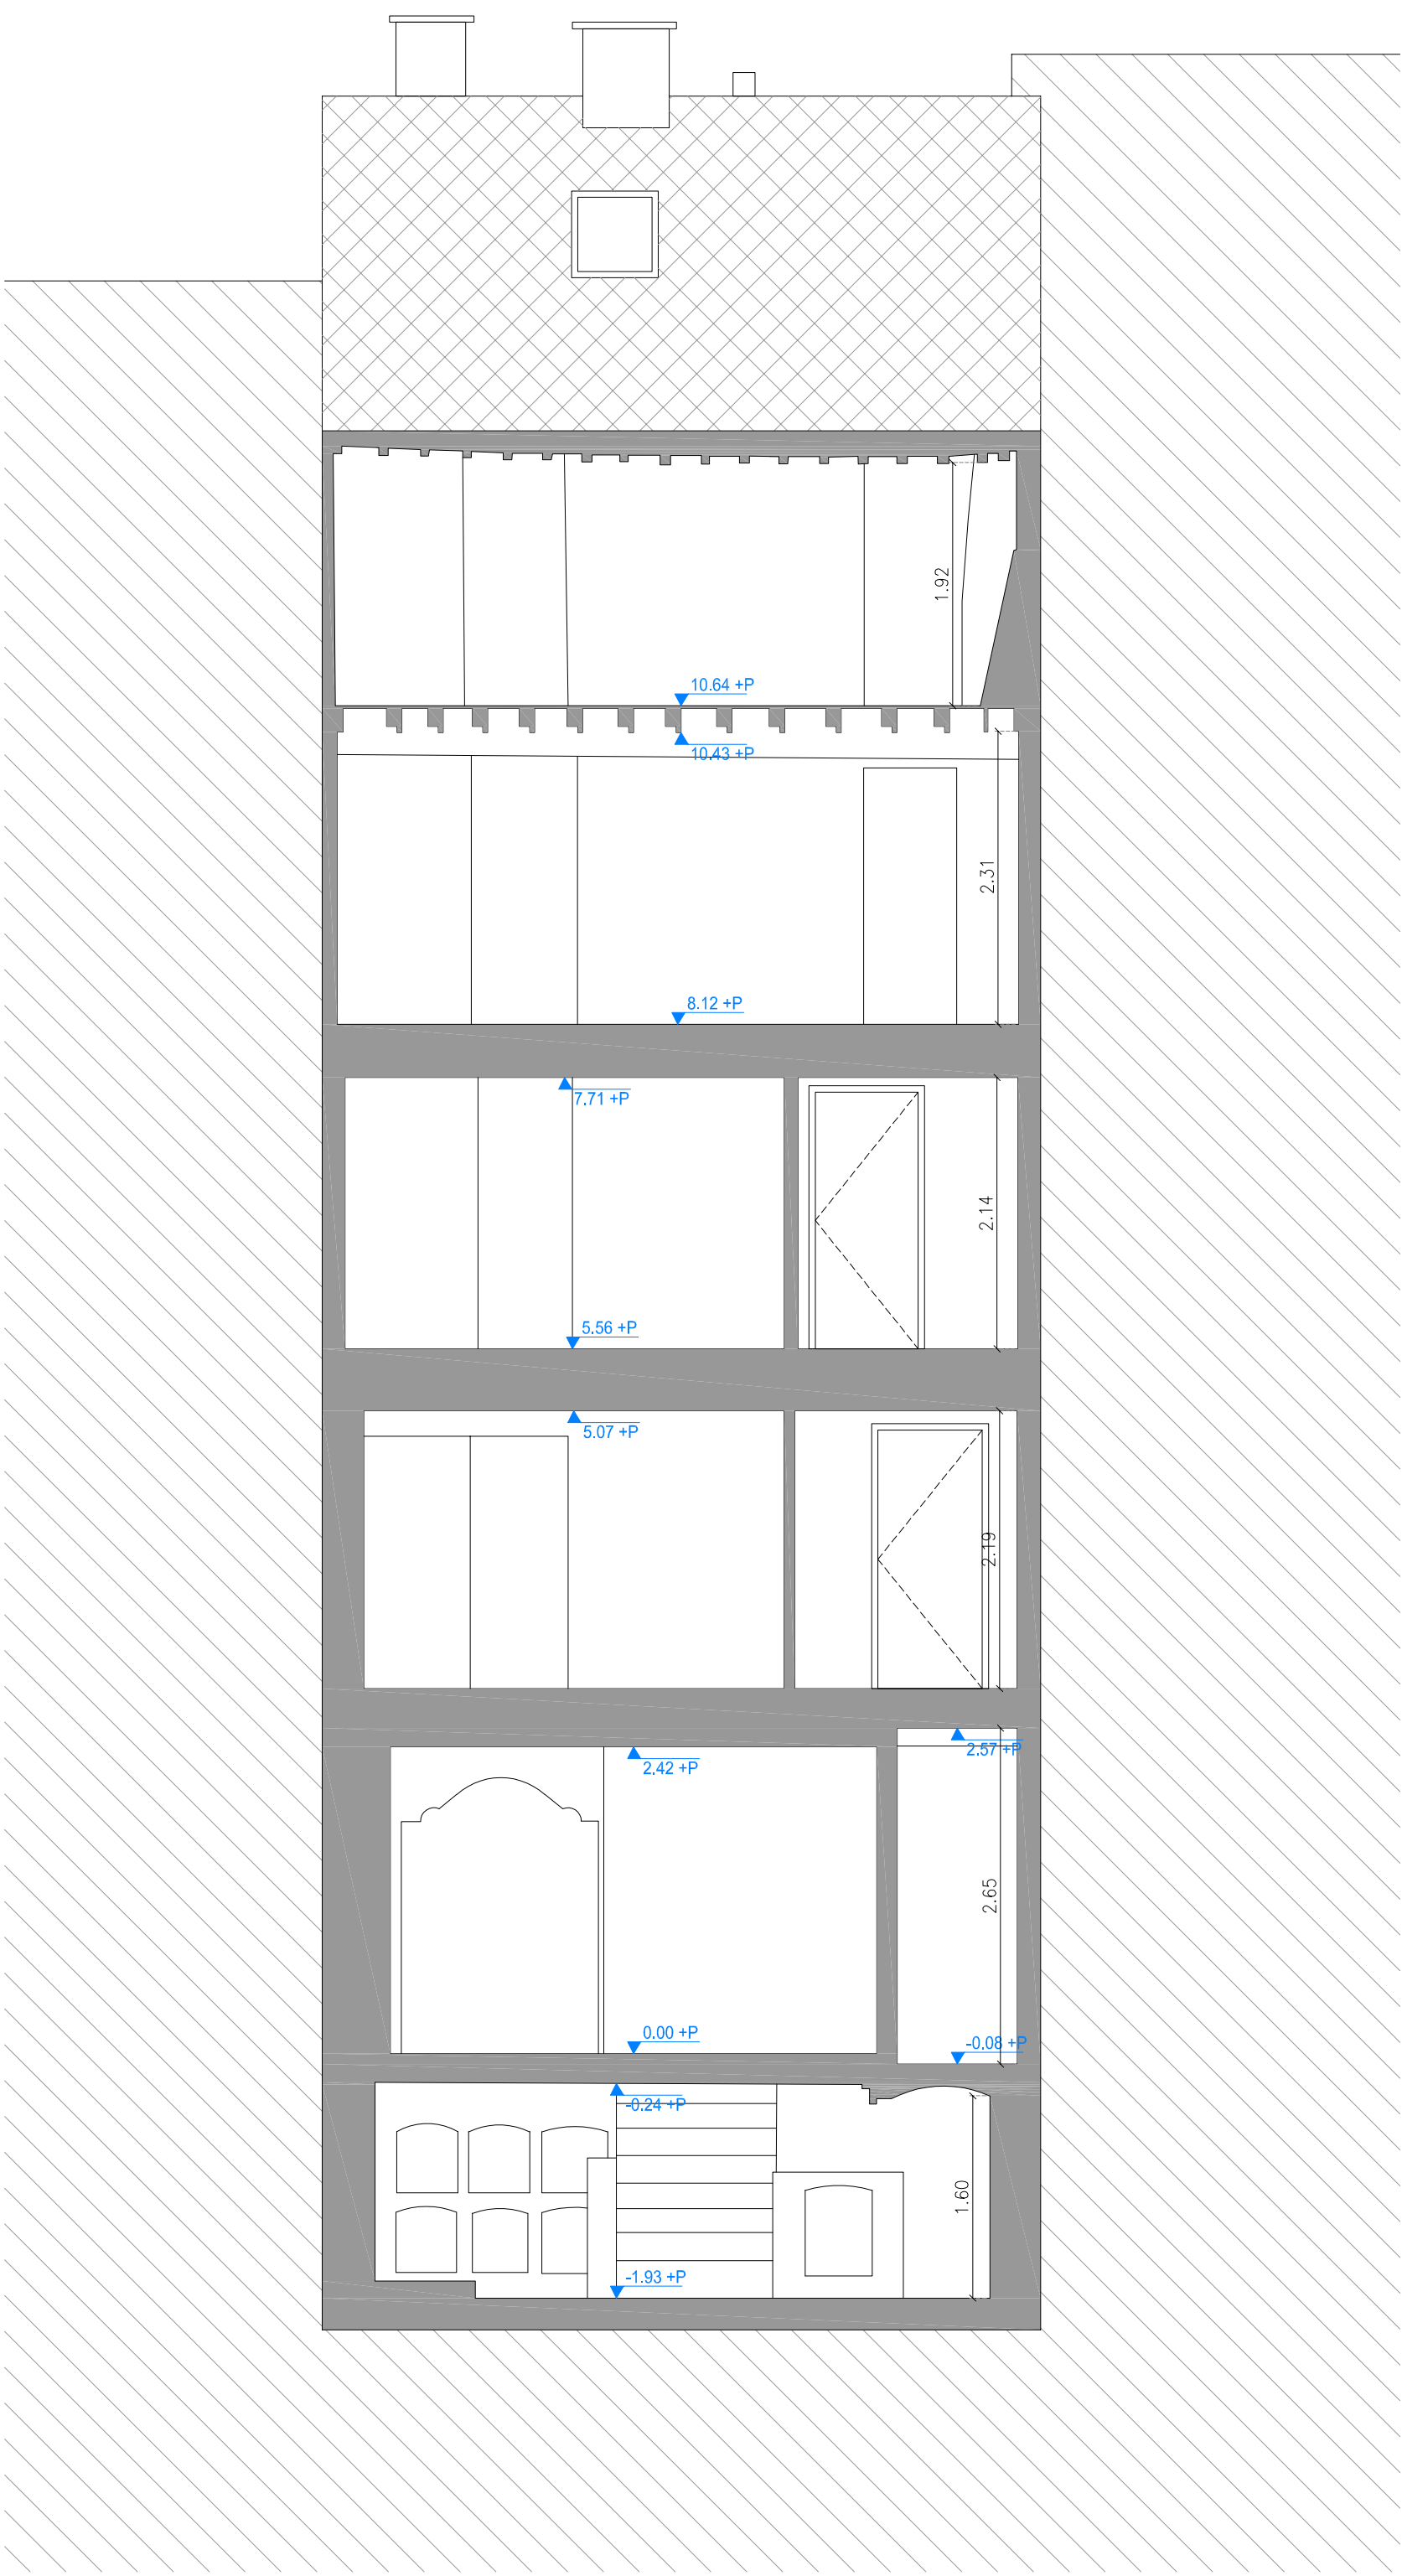 1.92
10.64 +P
10.43 +P
2.31
8.12 +P
7.71 +P
2.14
5.56 +P
5.07 +P
2.19
2.57 +P
2.42 +P
2.65
0.00 +P
-0.08 +P
-0.24 +P
1.60
-1.93 +P